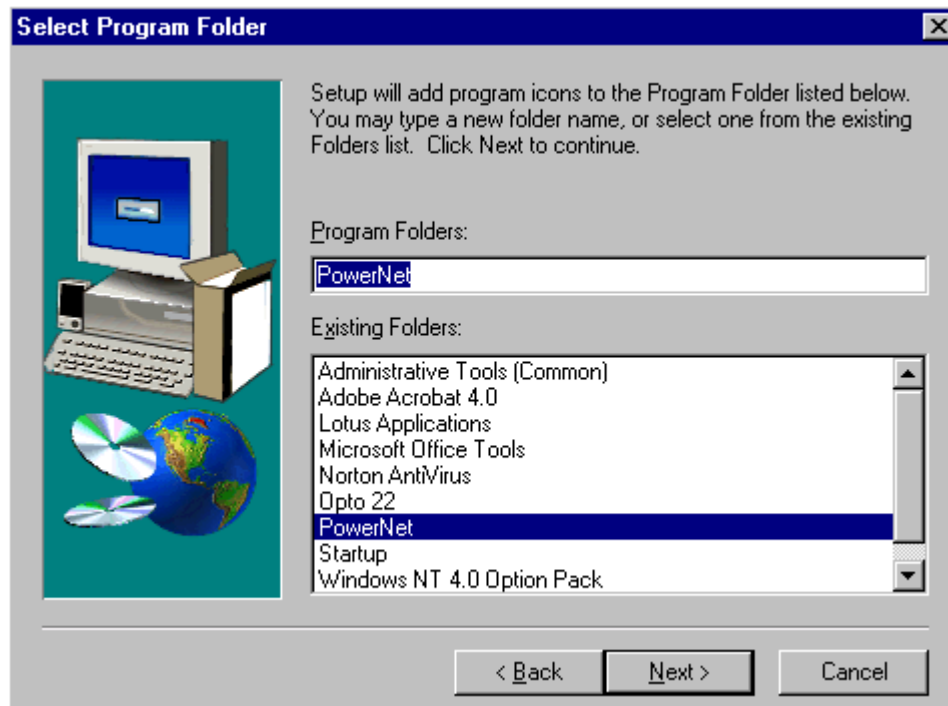 Select Program Folder
Setup will add program icons to the Program Folder listed below.
You may type a new folder name, or select one from the existing
Folders list.  Click Next to continue.
Program Folders:
PowerNet
Existing Folders:
Administrative Tools (Common)
Adobe Acrobat 4.0
Lotus Applications
Microsoft Office Tools
Norton AntiVirus
Opto 22
PowerNet
Startup
Windows NT 4.0 Option Pack
< Back
Next >
Cancel